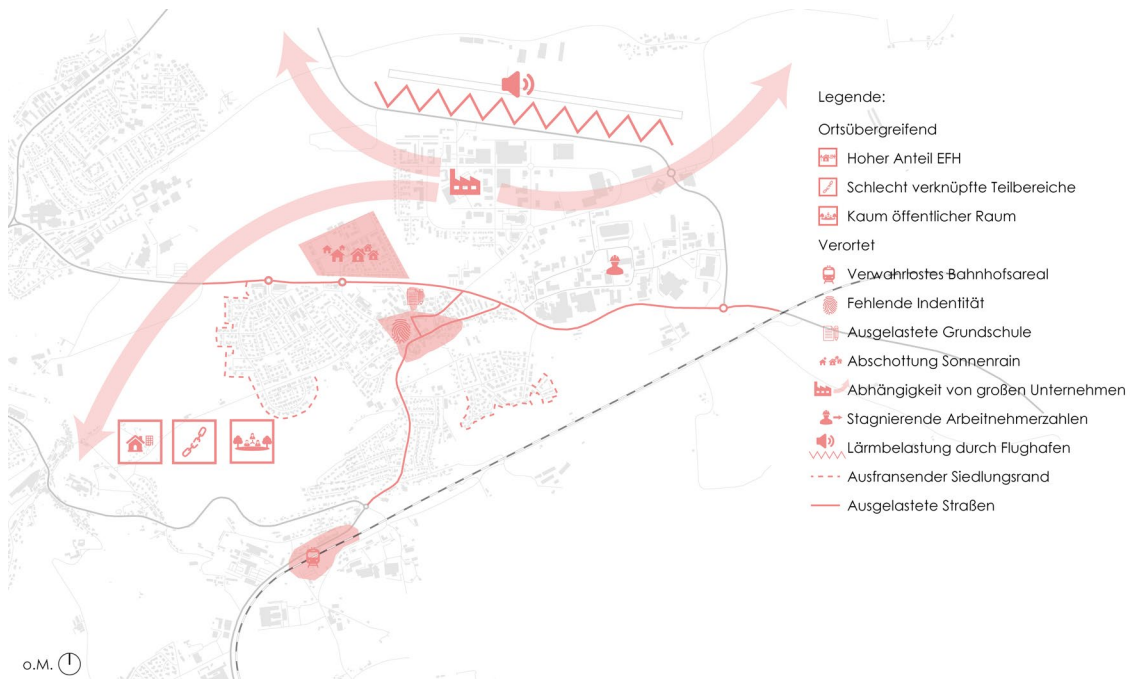 Legende:
Ortsübergreifend
Hoher Anteil EFH
Schlecht verknüpfte Teilbereiche
Kaum öffentlicher Raum
Verortet
Verwahrlostes Bahnhofsareal
Fehlende Indentität
Ausgelastete Grundschule
Abschottung Sonnenrain
Abhängigkeit von großen Unternehmen
Stagnierende Arbeitnehmerzahlen
Lärmbelastung durch Flughafen
Ausfransender Siedlungsrand
Ausgelastete Straßen
o.M.